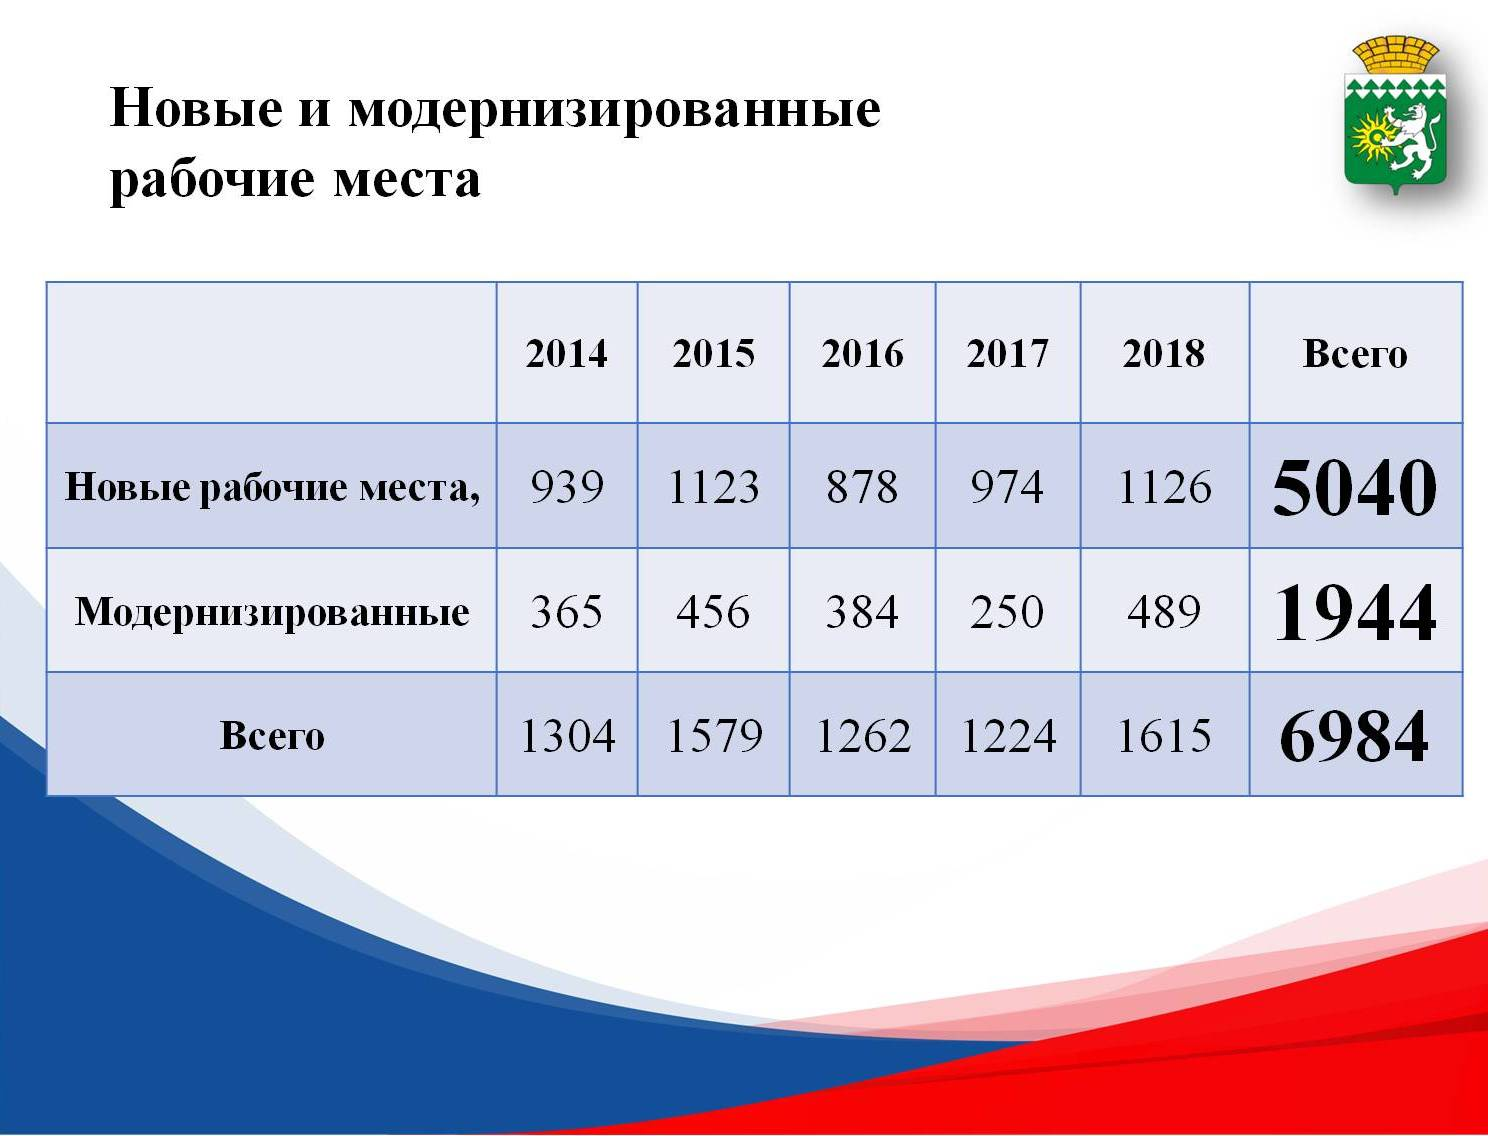 Новые и модернизированные
рабочие места
2014 2015 2016 2017 2018 Всего
Новые рабочие места, 939 1123 878 974 1126 5040
Модернизированные 365 456 384 250 489 1944
Всего 1304 1579 1262 1224 1615 6984